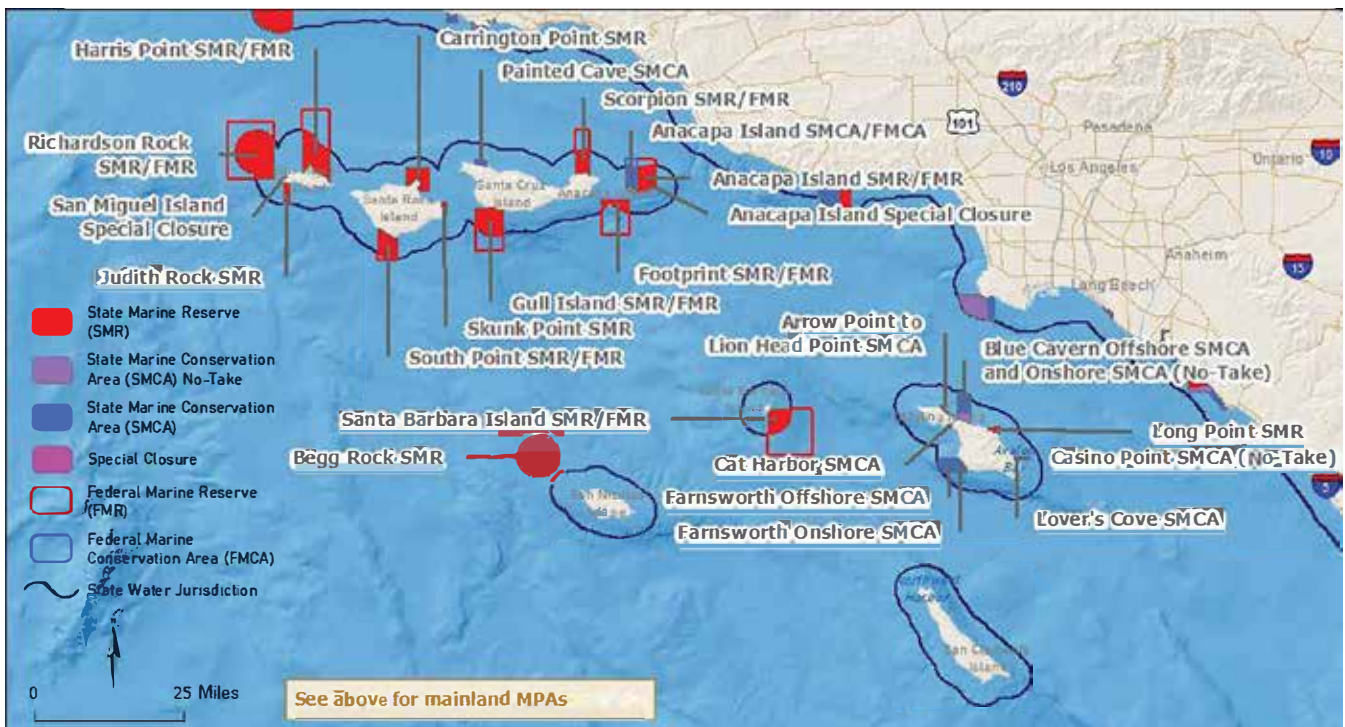 Harris Point SMR/FMR
Carrington Point SMR
Painted Cave SMCA
Scorpion SMR/FMR
Anacapa Island SMCA/FMCA
Richardson Rock
SMR/FMR
Anacapa Island SMR/FMR
San Miguel Island
Special Closure
Anacapa Island Special Closure
Judith Rock SMR
Footprint SMR/FMR
Gull Island SMR/FMR
Skunk Point SMR
South Point SMR/FMR
Santa Cruz
Island
Island
210
101
Pasadena
Los Angeles
Ontario
10
Anaheim
15
Long Beach
State Marine Reserve
(SMR)
State Marine Conservation
Area (SMCA) No-Take
State Marine Conservation
Area (SMCA)
Special Closure
Federal Marine Reserve
(FMR)
Federal Marine
Conservation Area (FMCA)
State Water Jurisdiction
Arrow Point to
Lion Head Point SMCA
Blue Cavern Offshore SMCA
and Onshore SMCA (No-Take)
Santa Barbara Island SMR/FMR
Begg Rock SMR
Long Point SMR
Cat Harbor SMCA
Casino Point SMCA (No-Take)
Farnsworth Offshore SMCA
Farnsworth Onshore SMCA
Lover's Cove SMCA
5
Island
0
25 Miles
See above for mainland MPAs